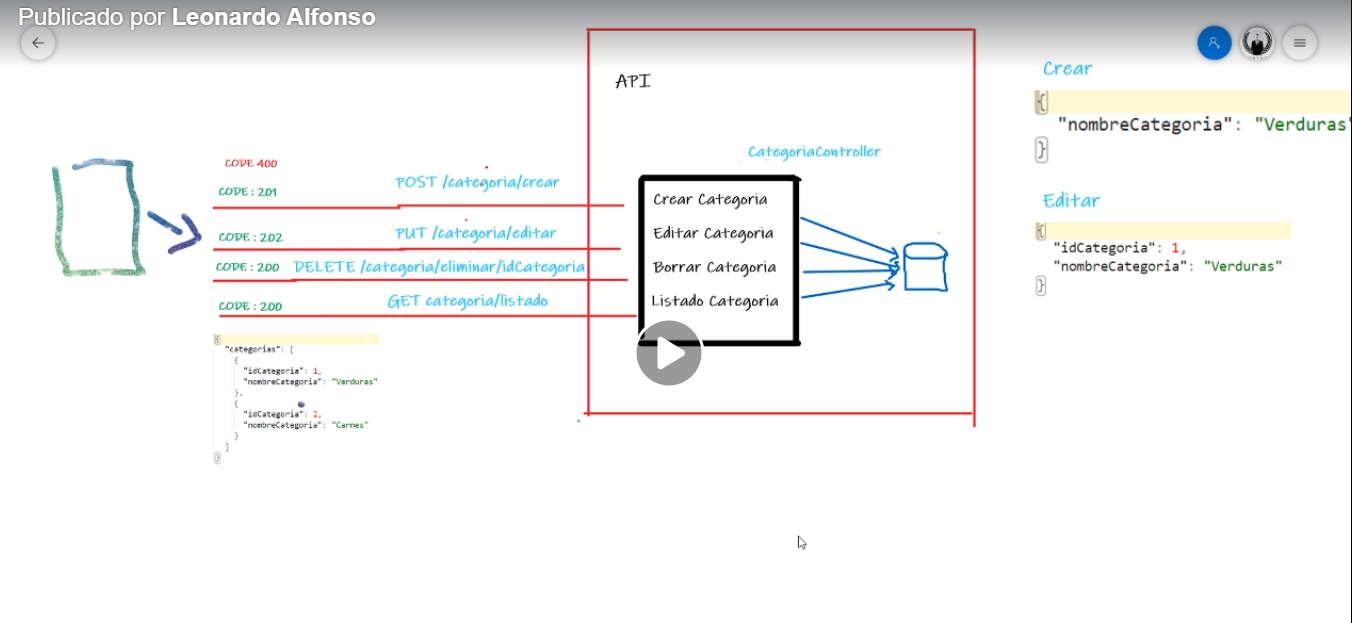 Publicado por Leonardo Alfonso
API
CategoriaController
Crear Categoria
Editar Categoria
Borrar Categoria
Listado Categoria
CODE 400
CODE : 201
POST /categoria/crear
CODE : 202
PUT /categoria/editar
CODE : 200
DELETE /categoria/eliminar/idCategoria
CODE : 200
GET categoria/listado
{
"categorias": [
{
"idCategoria": 1,
"nombreCategoria": "Verduras"
},
{
"idCategoria": 2,
"nombreCategoria": "Carnes"
}
]
}
Crear
{
"nombreCategoria": "Verduras"
}
Editar
{
"idCategoria": 1,
"nombreCategoria": "Verduras"
}